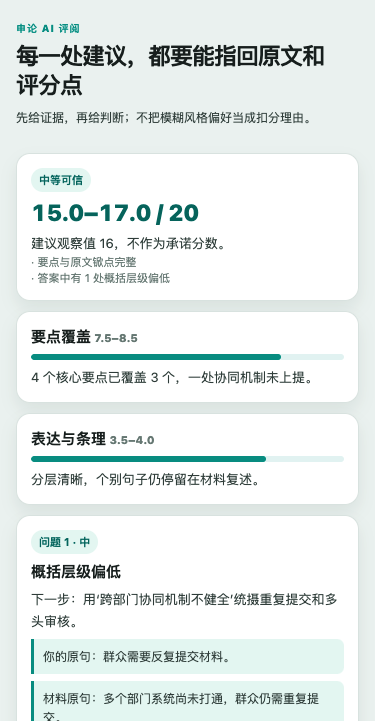 申论 AI 评阅
每一处建议，都要能指回原文和
评分点
先给证据，再给判断；不把模糊风格偏好当成扣分理由。
中等可信
15.0–17.0 / 20
建议观察值 16，不作为承诺分数。
· 要点与原文锨点完整
· 答案中有 1 处概括层级偏低
要点覆盖 7.5–8.5
4 个核心要点已覆盖 3 个，一处协同机制未上提。
表达与条理 3.5–4.0
分层清晰，个别句子仍停留在材料复述。
问题 1 · 中
概括层级偏低
下一步：用‘跨部门协同机制不健全’统摄重复提交和多
头审核。
你的原句：群众需要反复提交材料。
材料原句：多个部门系统尚未打通，群众仍需重复提
交。